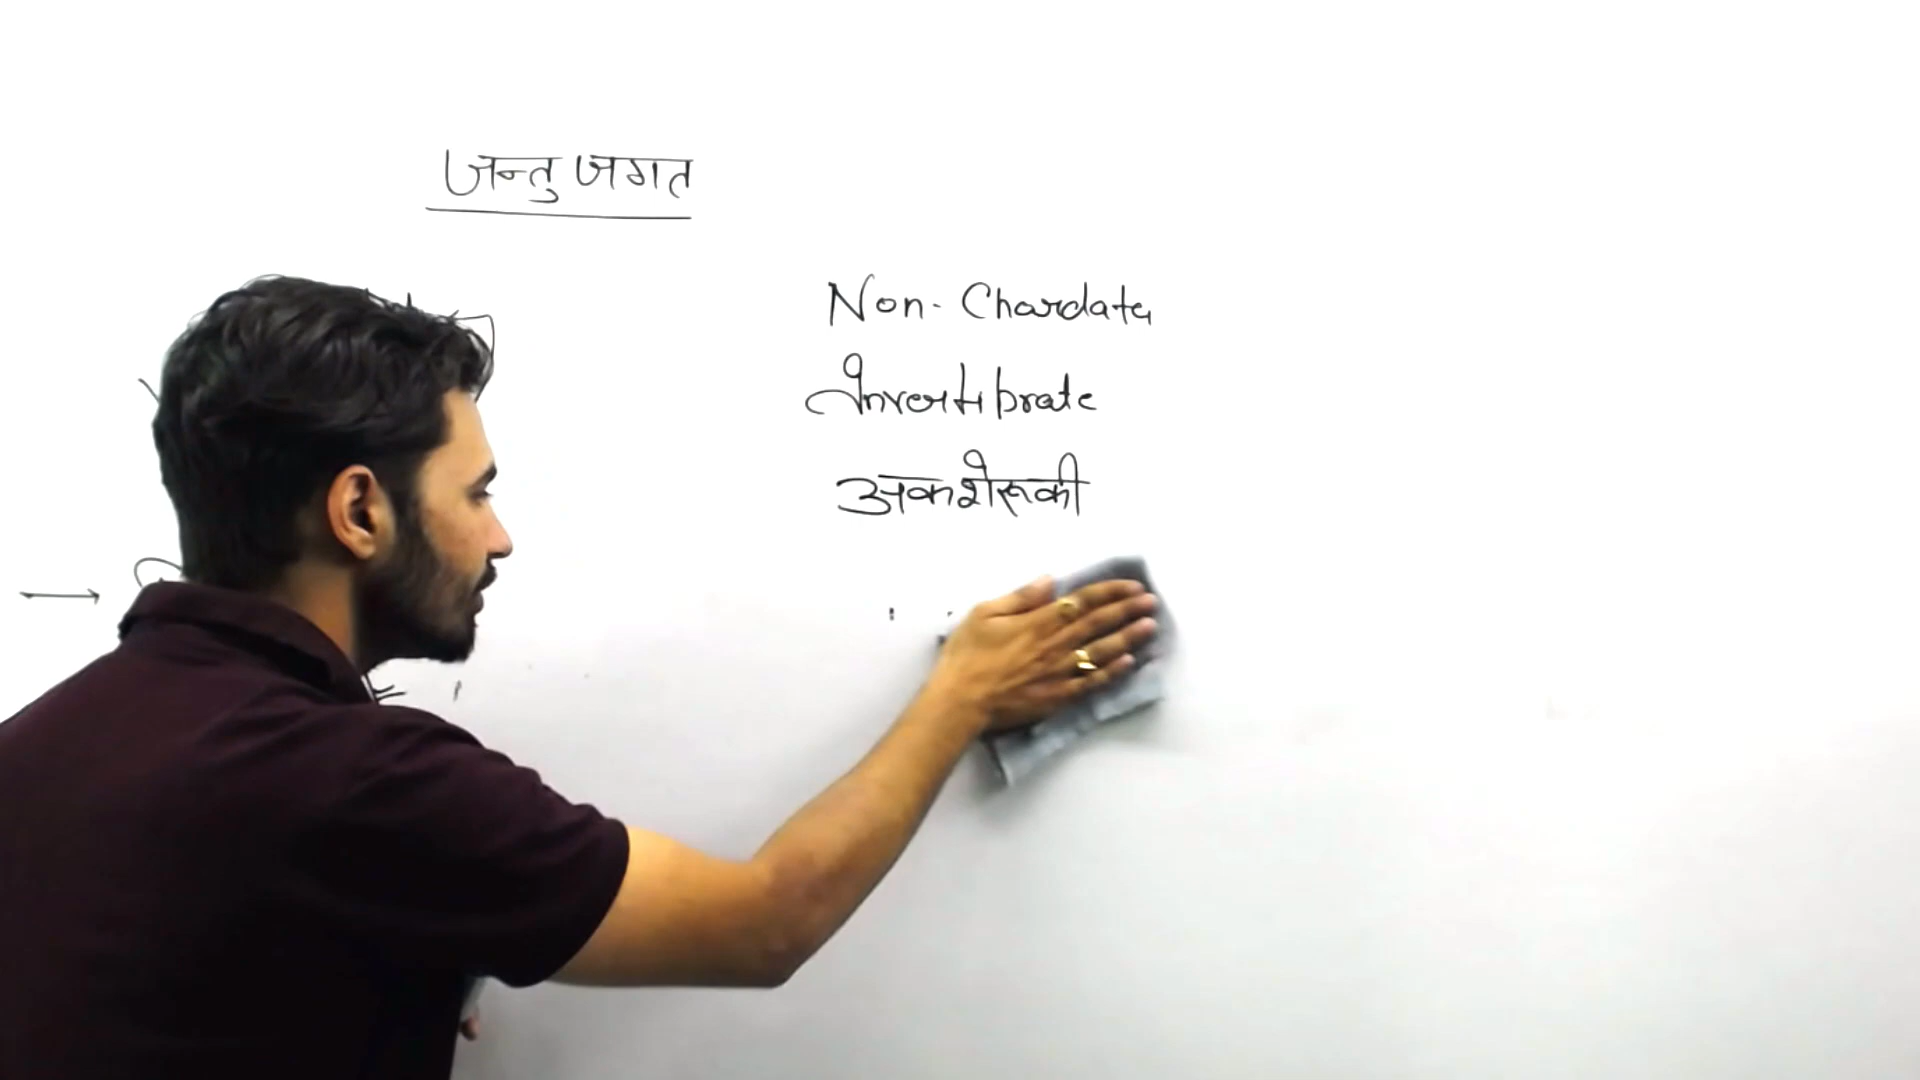 जन्तु जगत
Non-Chordata
Invertibrate
अकशेरूकी